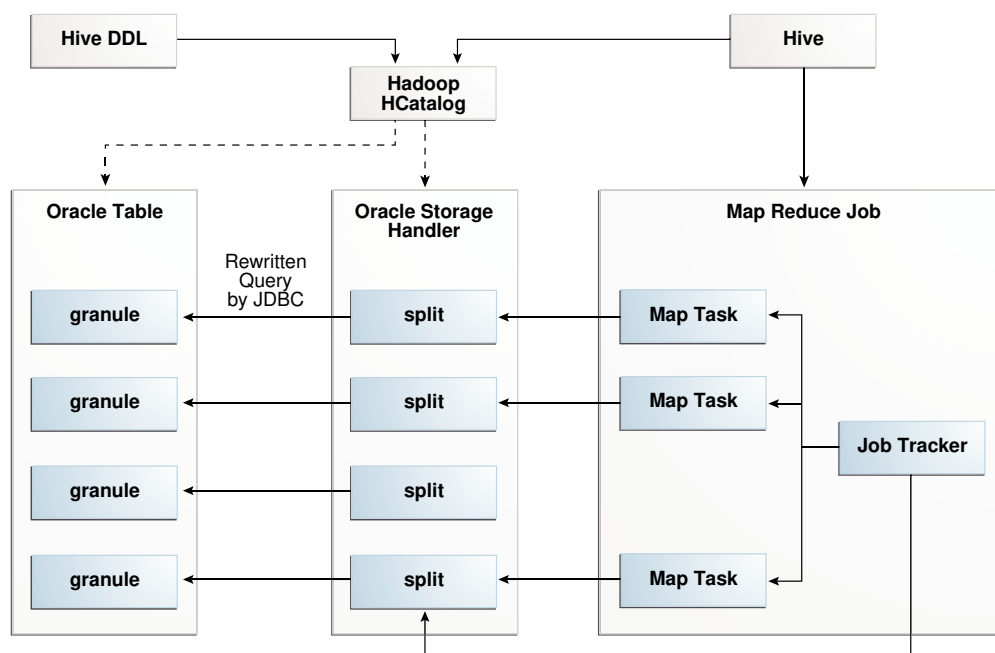 Hive DDL
Hive
Hadoop
HCatalog
Oracle Table
Oracle Storage
Handler
Map Reduce Job
Rewritten
Query
by JDBC
granule
split
Map Task
granule
split
Map Task
Job Tracker
granule
split
granule
split
Map Task